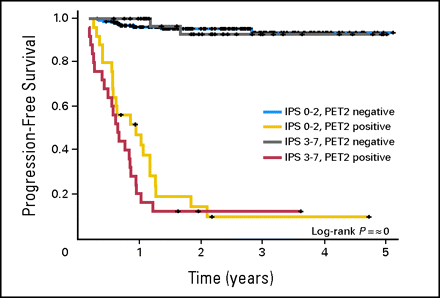 Progression-Free Survival
1.0
0.8
0.6
0.4
0.2
IPS 0-2, PET2 negative
IPS 0-2, PET2 positive
IPS 3-7, PET2 negative
IPS 3-7, PET2 positive
Log-rank P =≈0
0 1 2 3 4 5
Time (years)